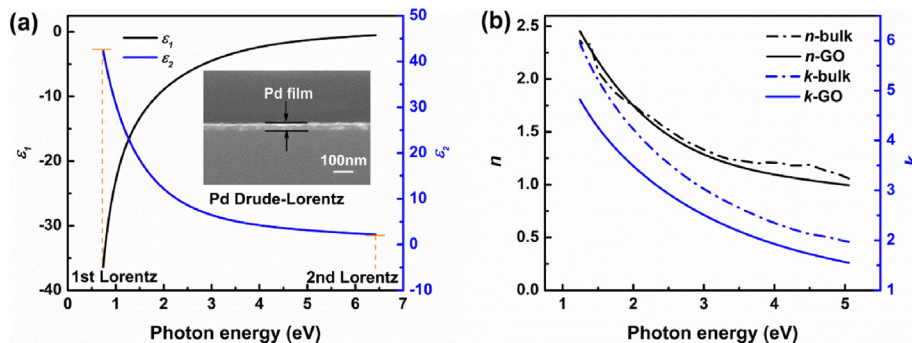 (a)
0
-10
-20
-30
-40
ε1
ε1
ε2
Pd film
100nm
Pd Drude-Lorentz
1st Lorentz
2nd Lorentz
50
40
30
20
10
0
-10
ε2
0 1 2 3 4 5 6 7
Photon energy (eV)
(b)
2.5
2.0
1.5
1.0
0.5
0.0
n
n-bulk
n-GO
k-bulk
k-GO
6
5
4
3
2
1
k
1 2 3 4 5
Photon energy (eV)